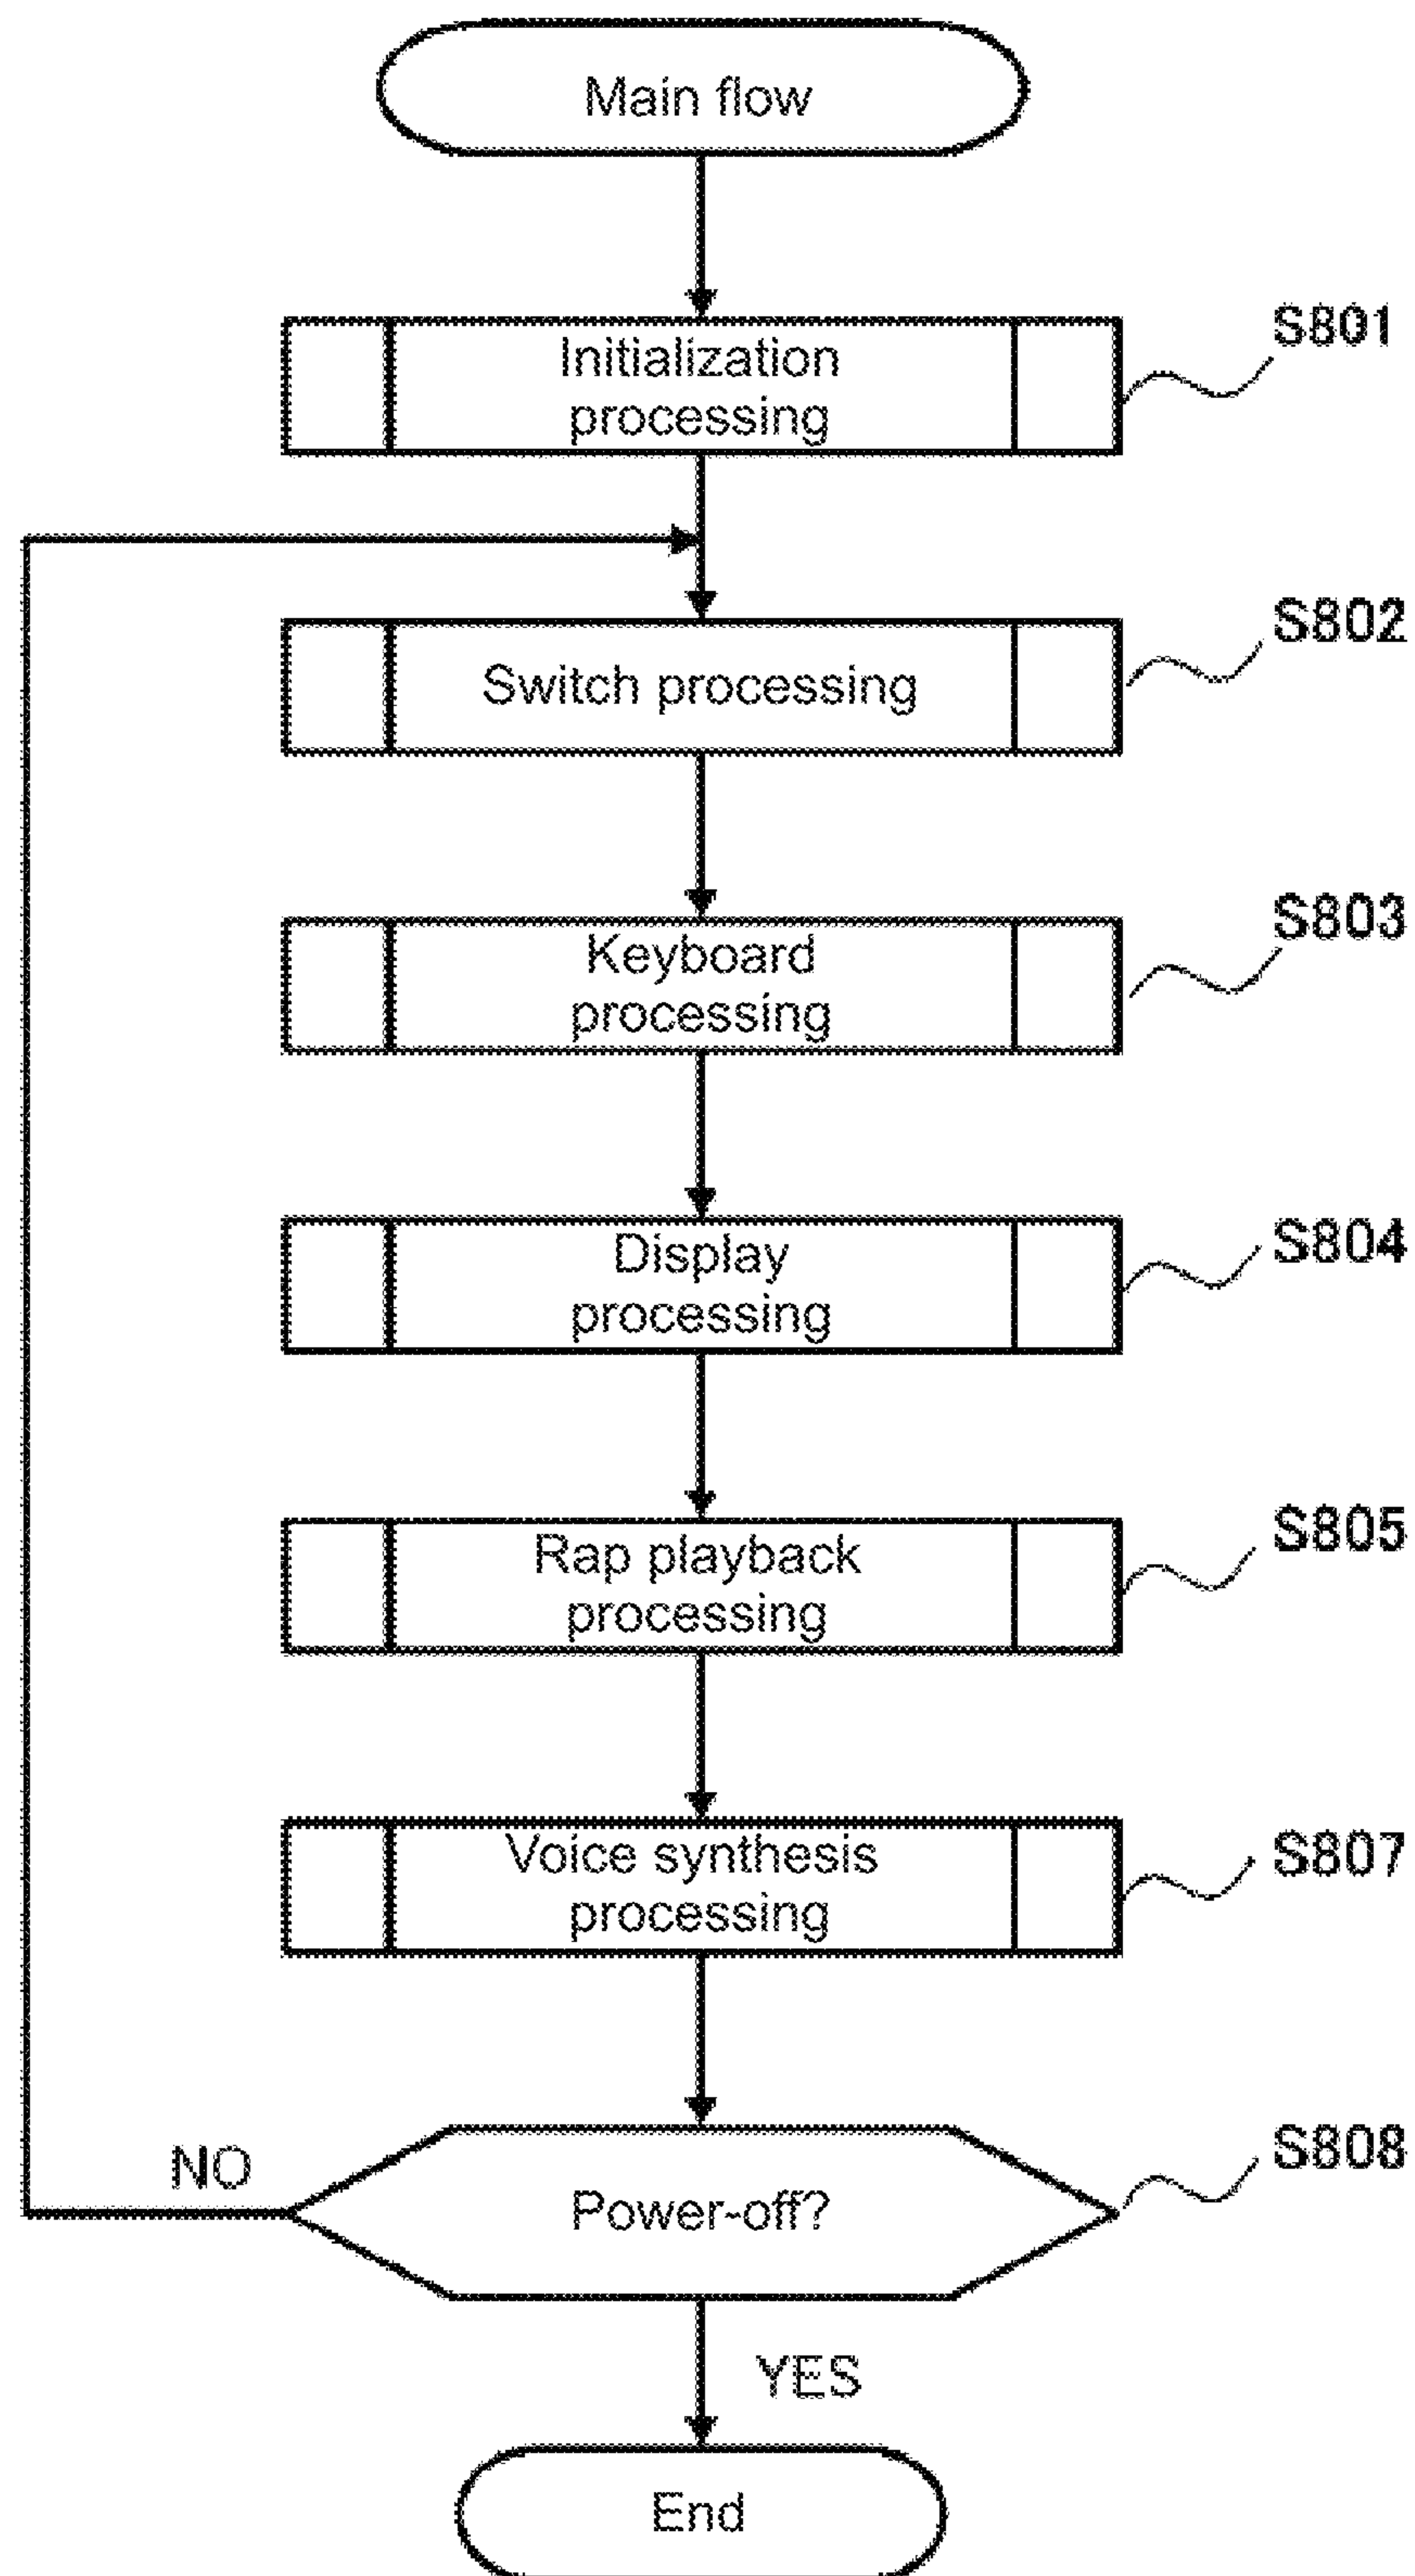 Main flow
Initialization
processing
S801
Switch processing
S802
Keyboard
processing
S803
Display
processing
S804
Rap playback
processing
S805
Voice synthesis
processing
S807
NO
Power-off?
S808
YES
End